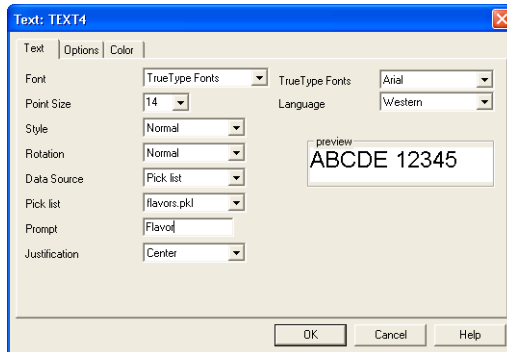 Text: TEXT4
Text Options Color
Font TrueType Fonts TrueType Fonts Arial
Point Size 14 Language Western
Style Normal
Rotation Normal
preview
ABCDE 12345
Data Source Pick list
Pick list flavors.pkl
Prompt Flavor
Justification Center
OK Cancel Help